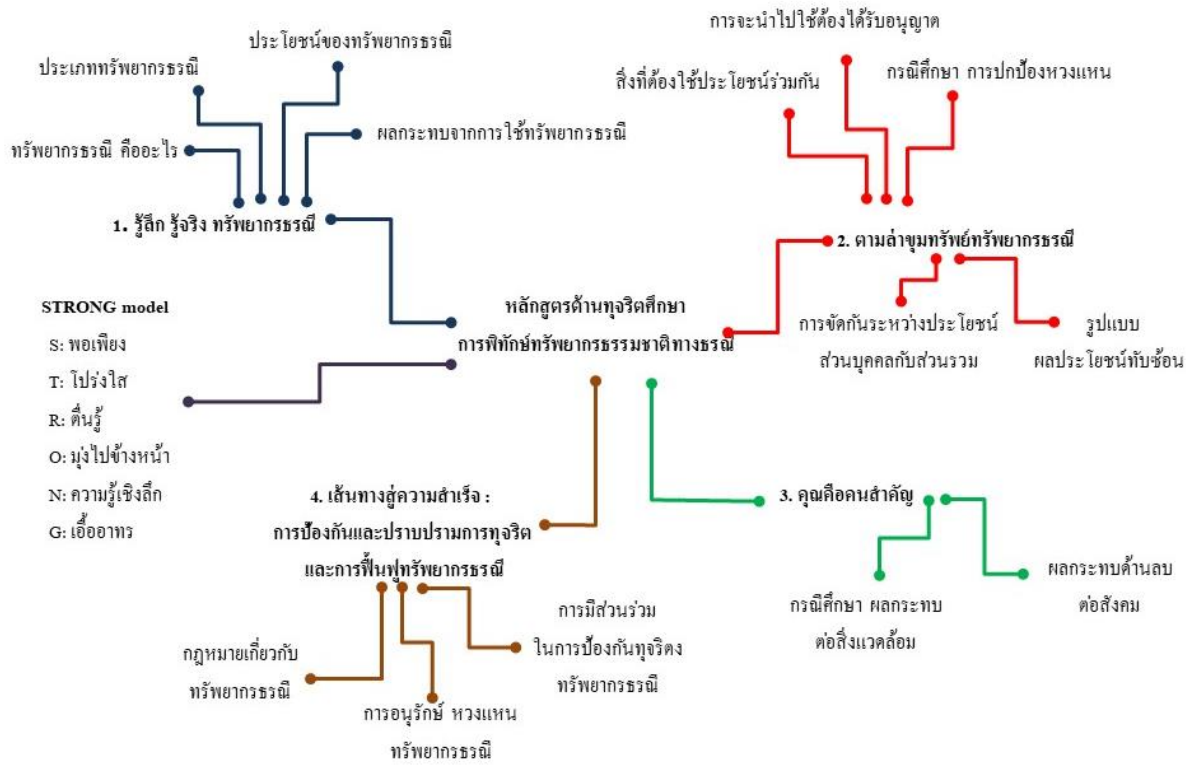 การจะนำไปใช้ต้องได้รับอนุญาต
ประโยชน์ของทรัพยากรธรณี
ประเภททรัพยากรธรณี
สิ่งที่ต้องใช้ประโยชน์ร่วมกัน
กรณีศึกษา การปกป้องหวงแหน
ทรัพยากรธรณี คืออะไร
ผลกระทบจากการใช้ทรัพยากรธรณี
1. รู้ลึก รู้จริง ทรัพยากรธรณี
2. ตามล่าขุมทรัพย์ทรัพยากรธรณี
การขัดกันระหว่างประโยชน์
ส่วนบุคคลกับส่วนรวม
รูปแบบ
ผลประโยชน์ทับซ้อน
หลักสูตรต้านทุจริตศึกษา
การพิทักษ์ทรัพยากรธรรมชาติทางธรณี
STRONG model
S: พอเพียง
T: โปร่งใส
R: ตื่นรู้
O: มุ่งไปข้างหน้า
N: ความรู้เชิงลึก
G: เอื้ออาทร
4. เส้นทางสู่ความสำเร็จ :
การป้องกันและปราบปรามการทุจริต
และการฟื้นฟูทรัพยากรธรณี
3. คุณคือคนสำคัญ
กรณีศึกษา ผลกระทบ
ต่อสิ่งแวดล้อม
ผลกระทบด้านลบ
ต่อสังคม
กฎหมายเกี่ยวกับ
ทรัพยากรธรณี
การอนุรักษ์ หวงแหน
ทรัพยากรธรณี
การมีส่วนร่วม
ในการป้องกันทุจริตง
ทรัพยากรธรณี